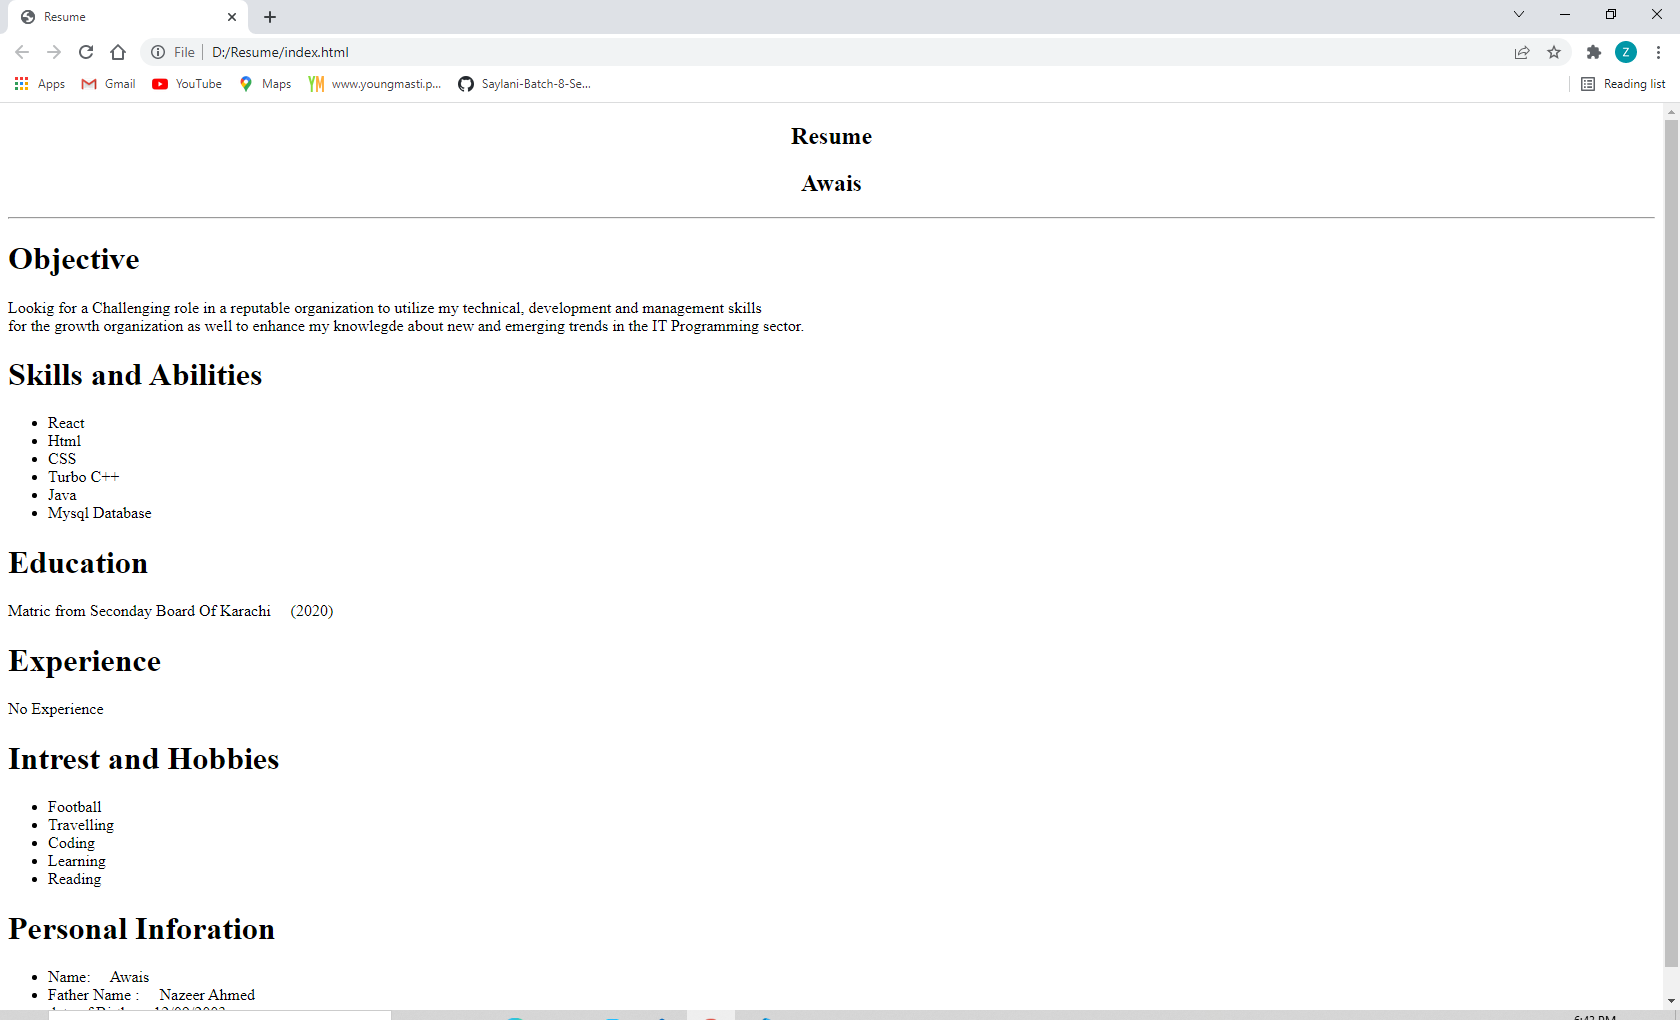 Resume
File
D:/Resume/index.html
Z
Apps
Gmail
YouTube
Maps
YM
www.youngmasti.p...
Saylani-Batch-8-Se...
Reading list
Resume
Awais
Objective
Lookig for a Challenging role in a reputable organization to utilize my technical, development and management skills
for the growth organization as well to enhance my knowlegde about new and emerging trends in the IT Programming sector.
Skills and Abilities
React
Html
CSS
Turbo C++
Java
Mysql Database
Education
Matric from Seconday Board Of Karachi (2020)
Experience
No Experience
Intrest and Hobbies
Football
Travelling
Coding
Learning
Reading
Personal Inforation
Name: Awais
Father Name : Nazeer Ahmed